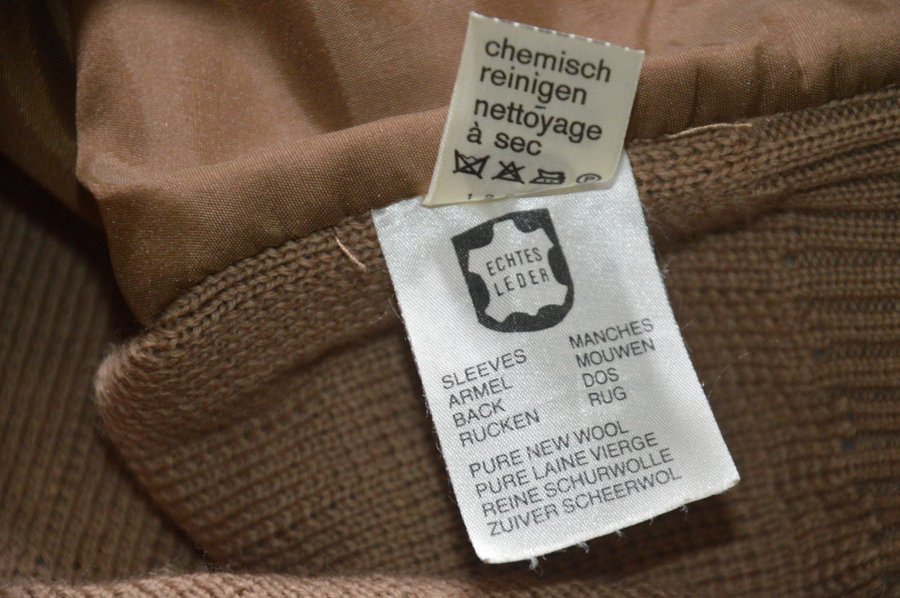 chemisch
reinigen
nettoyage
à sec
P
ECHTES
LEDER
SLEEVES
ARMEL
BACK
RUCKEN
MANCHES
MOUWEN
DOS
RUG
PURE NEW WOOL
PURE LAINE VIERGE
REINE SCHURWOLLE
ZUIVER SCHEERWOL